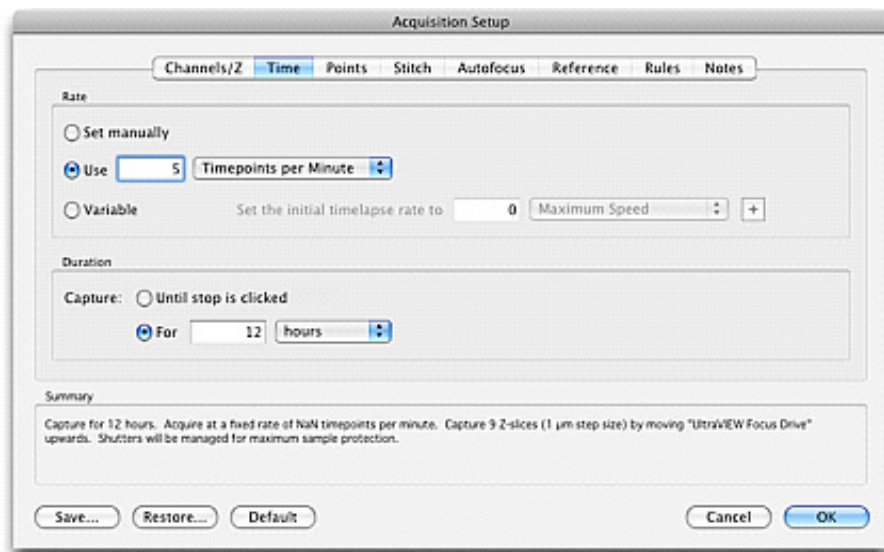 Acquisition Setup
Channels/Z Time Points Stitch Autofocus Reference Rules Notes
Rate
Set manually
Use 5 Timepoints per Minute
Variable Set the initial timelapse rate to 0 Maximum Speed +
Duration
Capture: Until stop is clicked
For 12 hours
Summary
Capture for 12 hours. Acquire at a fixed rate of NaN timepoints per minute. Capture 9 Z-slices (1 µm step size) by moving "UltraVIEW Focus Drive"
upwards. Shutters will be managed for maximum sample protection.
Save... Restore... Default Cancel OK